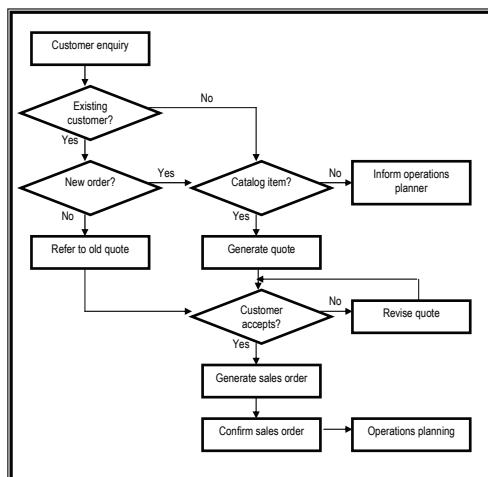 Customer enquiry
Existing
customer?
No
Yes
New order?
Yes
Catalog item?
No
Inform operations
planner
No
Yes
Refer to old quote
Generate quote
Customer
accepts?
No
Revise quote
Yes
Generate sales order
Confirm sales order
Operations planning